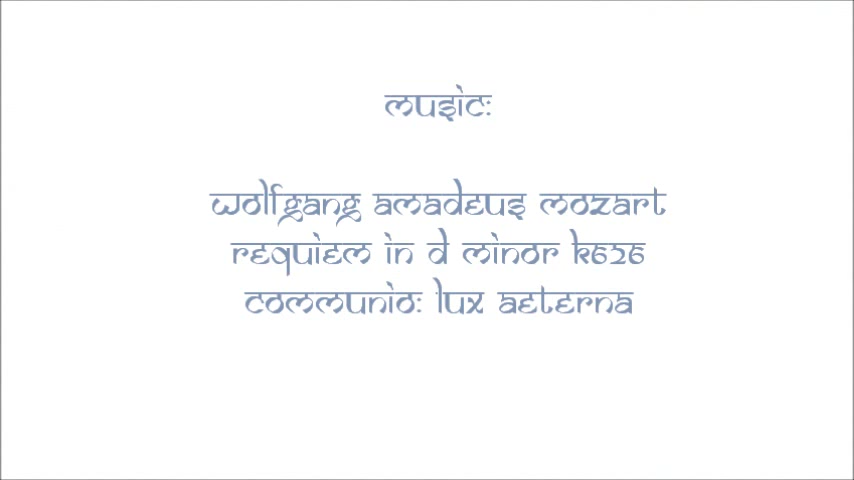 music:
wolfgang amadeus mozart
requiem in d minor k626
communio: lux aeterna